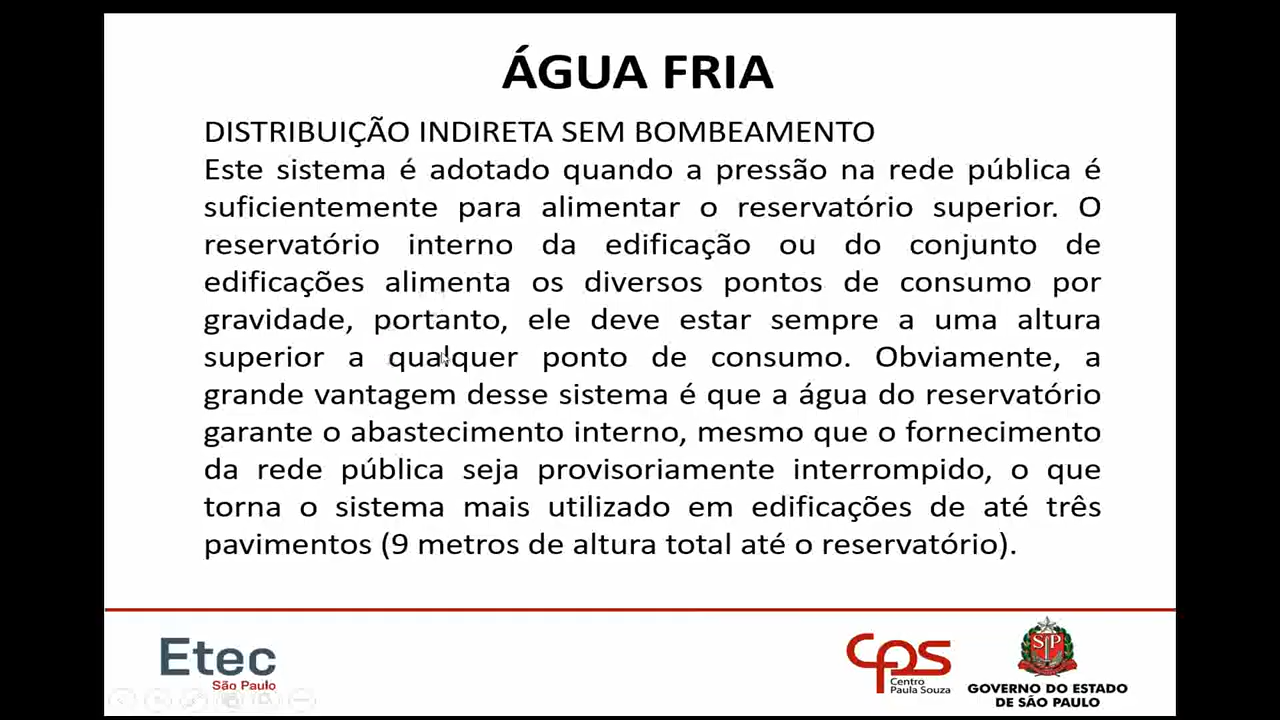 ÁGUA FRIA
DISTRIBUIÇÃO INDIRETA SEM BOMBEAMENTO
Este sistema é adotado quando a pressão na rede pública é
suficientemente para alimentar o reservatório superior. O
reservatório interno da edificação ou do conjunto de
edificações alimenta os diversos pontos de consumo por
gravidade, portanto, ele deve estar sempre a uma altura
superior a qualquer ponto de consumo. Obviamente, a
grande vantagem desse sistema é que a água do reservatório
garante o abastecimento interno, mesmo que o fornecimento
da rede pública seja provisoriamente interrompido, o que
torna o sistema mais utilizado em edificações de até três
pavimentos (9 metros de altura total até o reservatório).
Etec
São Paulo
cps
Centro
Paula Souza
SP
GOVERNO DO ESTADO
DE SÃO PAULO